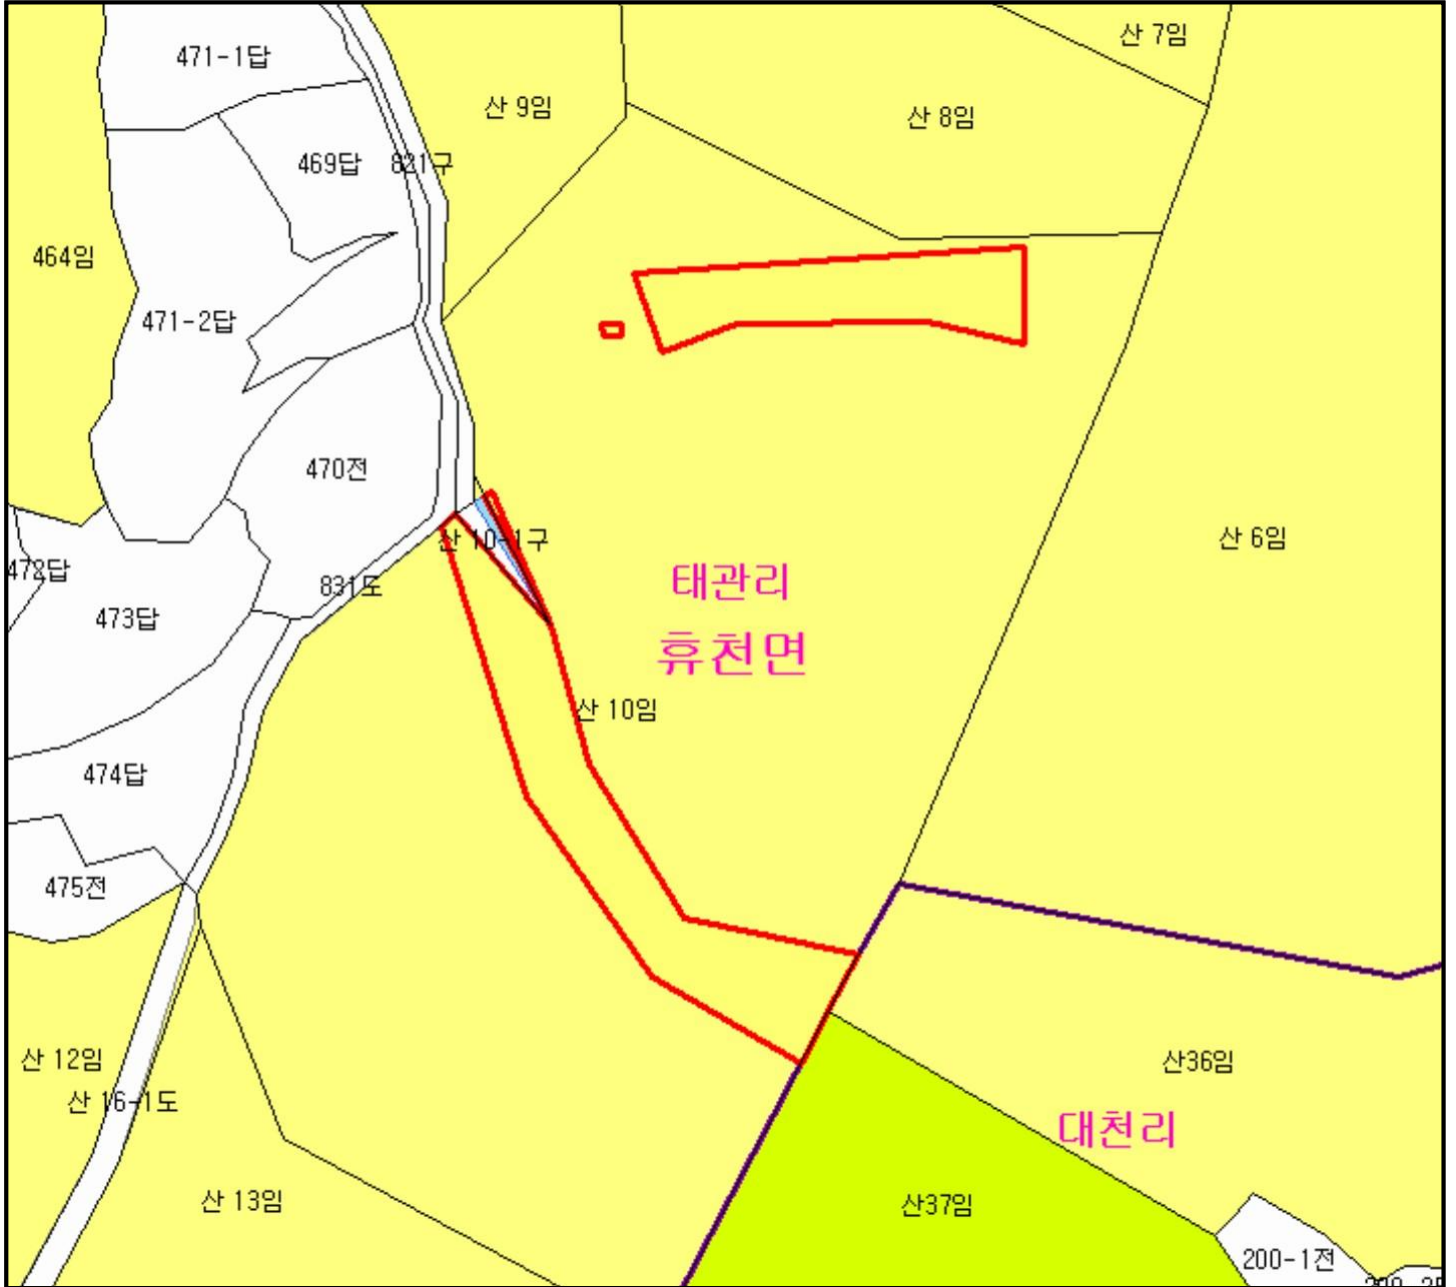 산 7임
471-1답
산 9임
산 8임
469답
821구
464임
471-2답
470전
산 10-1구
산 6임
472답
831도
태관리
473답
휴천면
산 10임
474답
475전
산 12임
산36임
산 16-1도
대천리
산 13임
산37임
200-1전